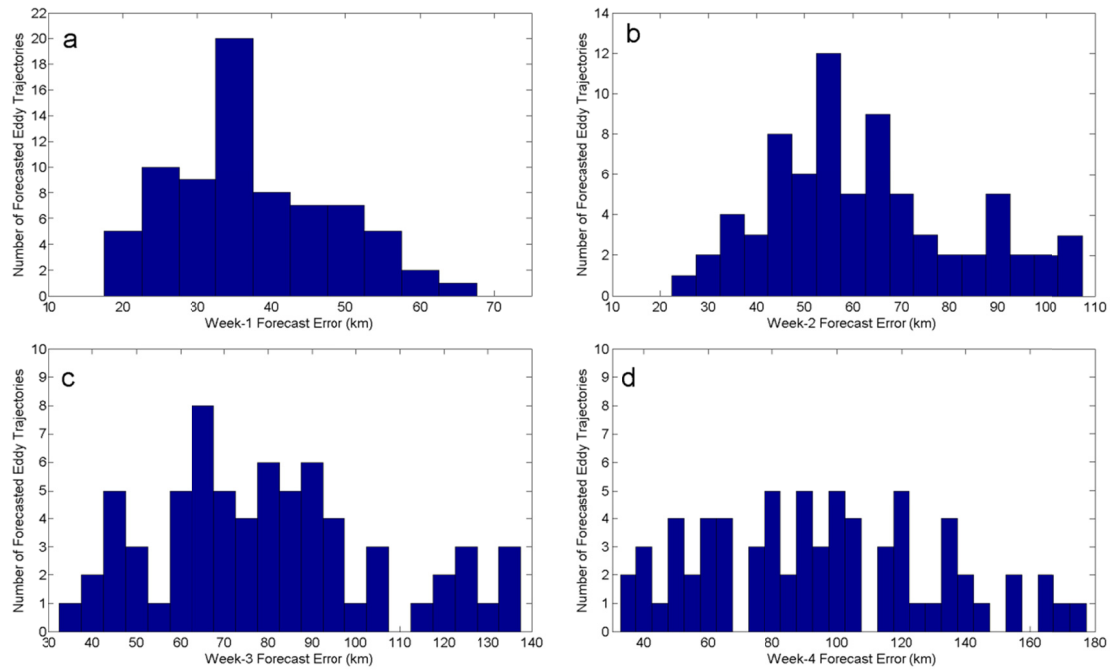 a
22
20
18
16
14
12
10
8
6
4
2
0
Number of Forecasted Eddy Trajectories
10 20 30 40 50 60 70
Week-1 Forecast Error (km)
b
14
12
10
8
6
4
2
0
Number of Forecasted Eddy Trajectories
10 20 30 40 50 60 70 80 90 100 110
Week-2 Forecast Error (km)
c
10
9
8
7
6
5
4
3
2
1
0
Number of Forecasted Eddy Trajectories
30 40 50 60 70 80 90 100 110 120 130 140
Week-3 Forecast Error (km)
d
10
9
8
7
6
5
4
3
2
1
0
Number of Forecasted Eddy Trajectories
40 60 80 100 120 140 160 180
Week-4 Forecast Error (km)